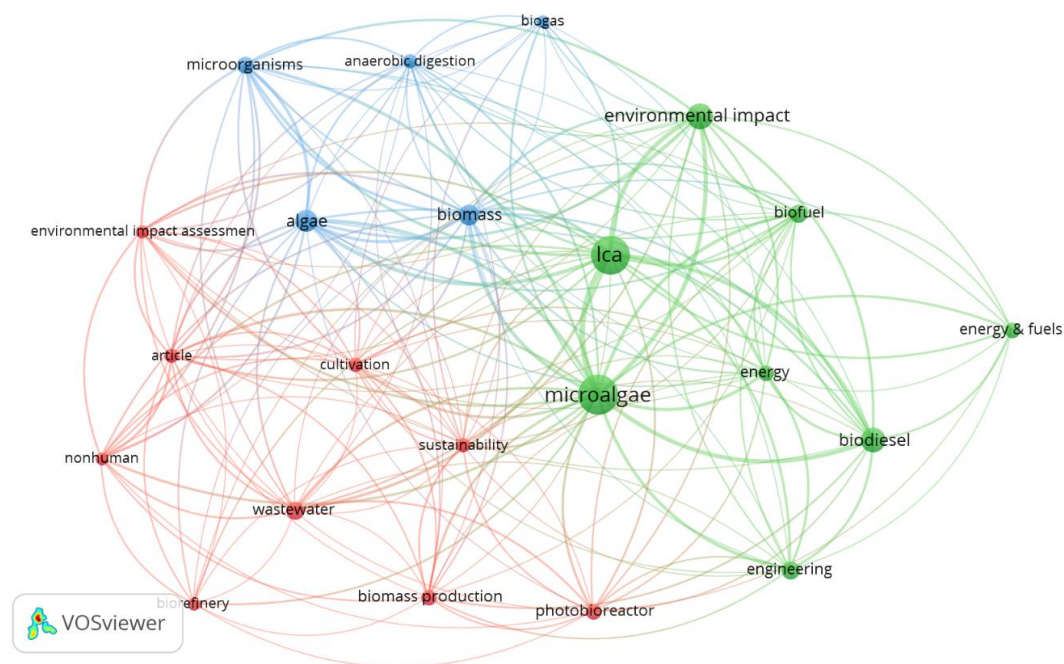 biogas
anaerobic digestion
microorganisms
environmental impact
biofuel
biomass
algae
environmental impact assessmen
lca
energy & fuels
article
cultivation
energy
microalgae
biodiesel
sustainability
nonhuman
wastewater
engineering
biomass production
biorefinery
photobioreactor
VOSviewer